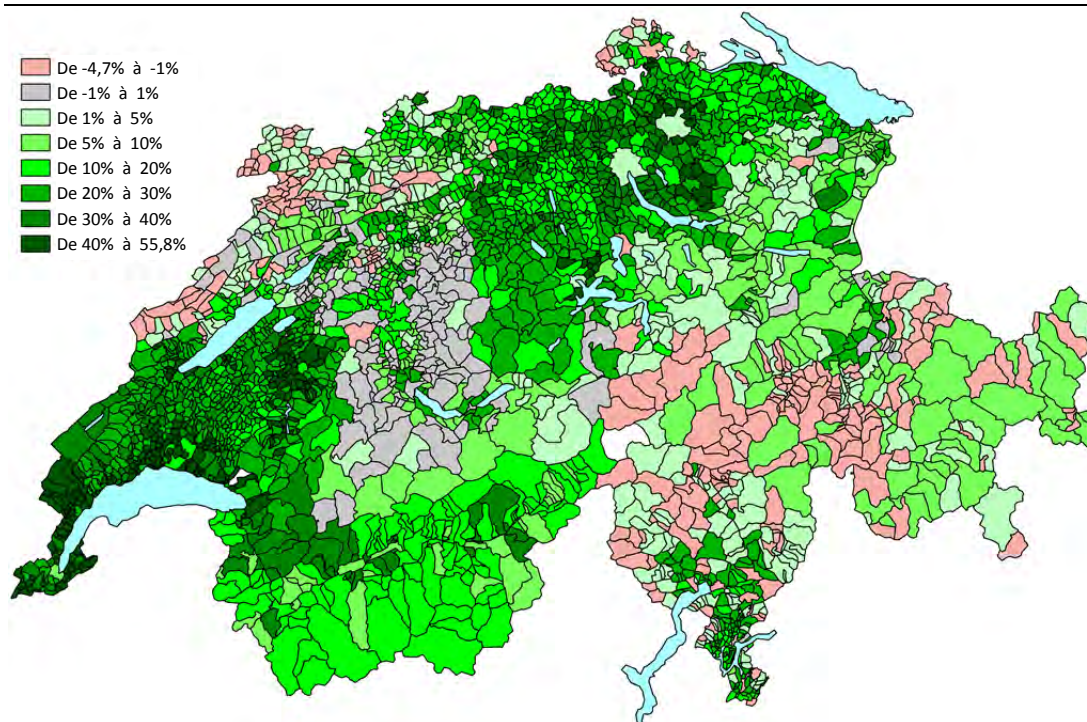 De -4,7% à -1%
De -1% à 1%
De 1% à 5%
De 5% à 10%
De 10% à 20%
De 20% à 30%
De 30% à 40%
De 40% à 55,8%